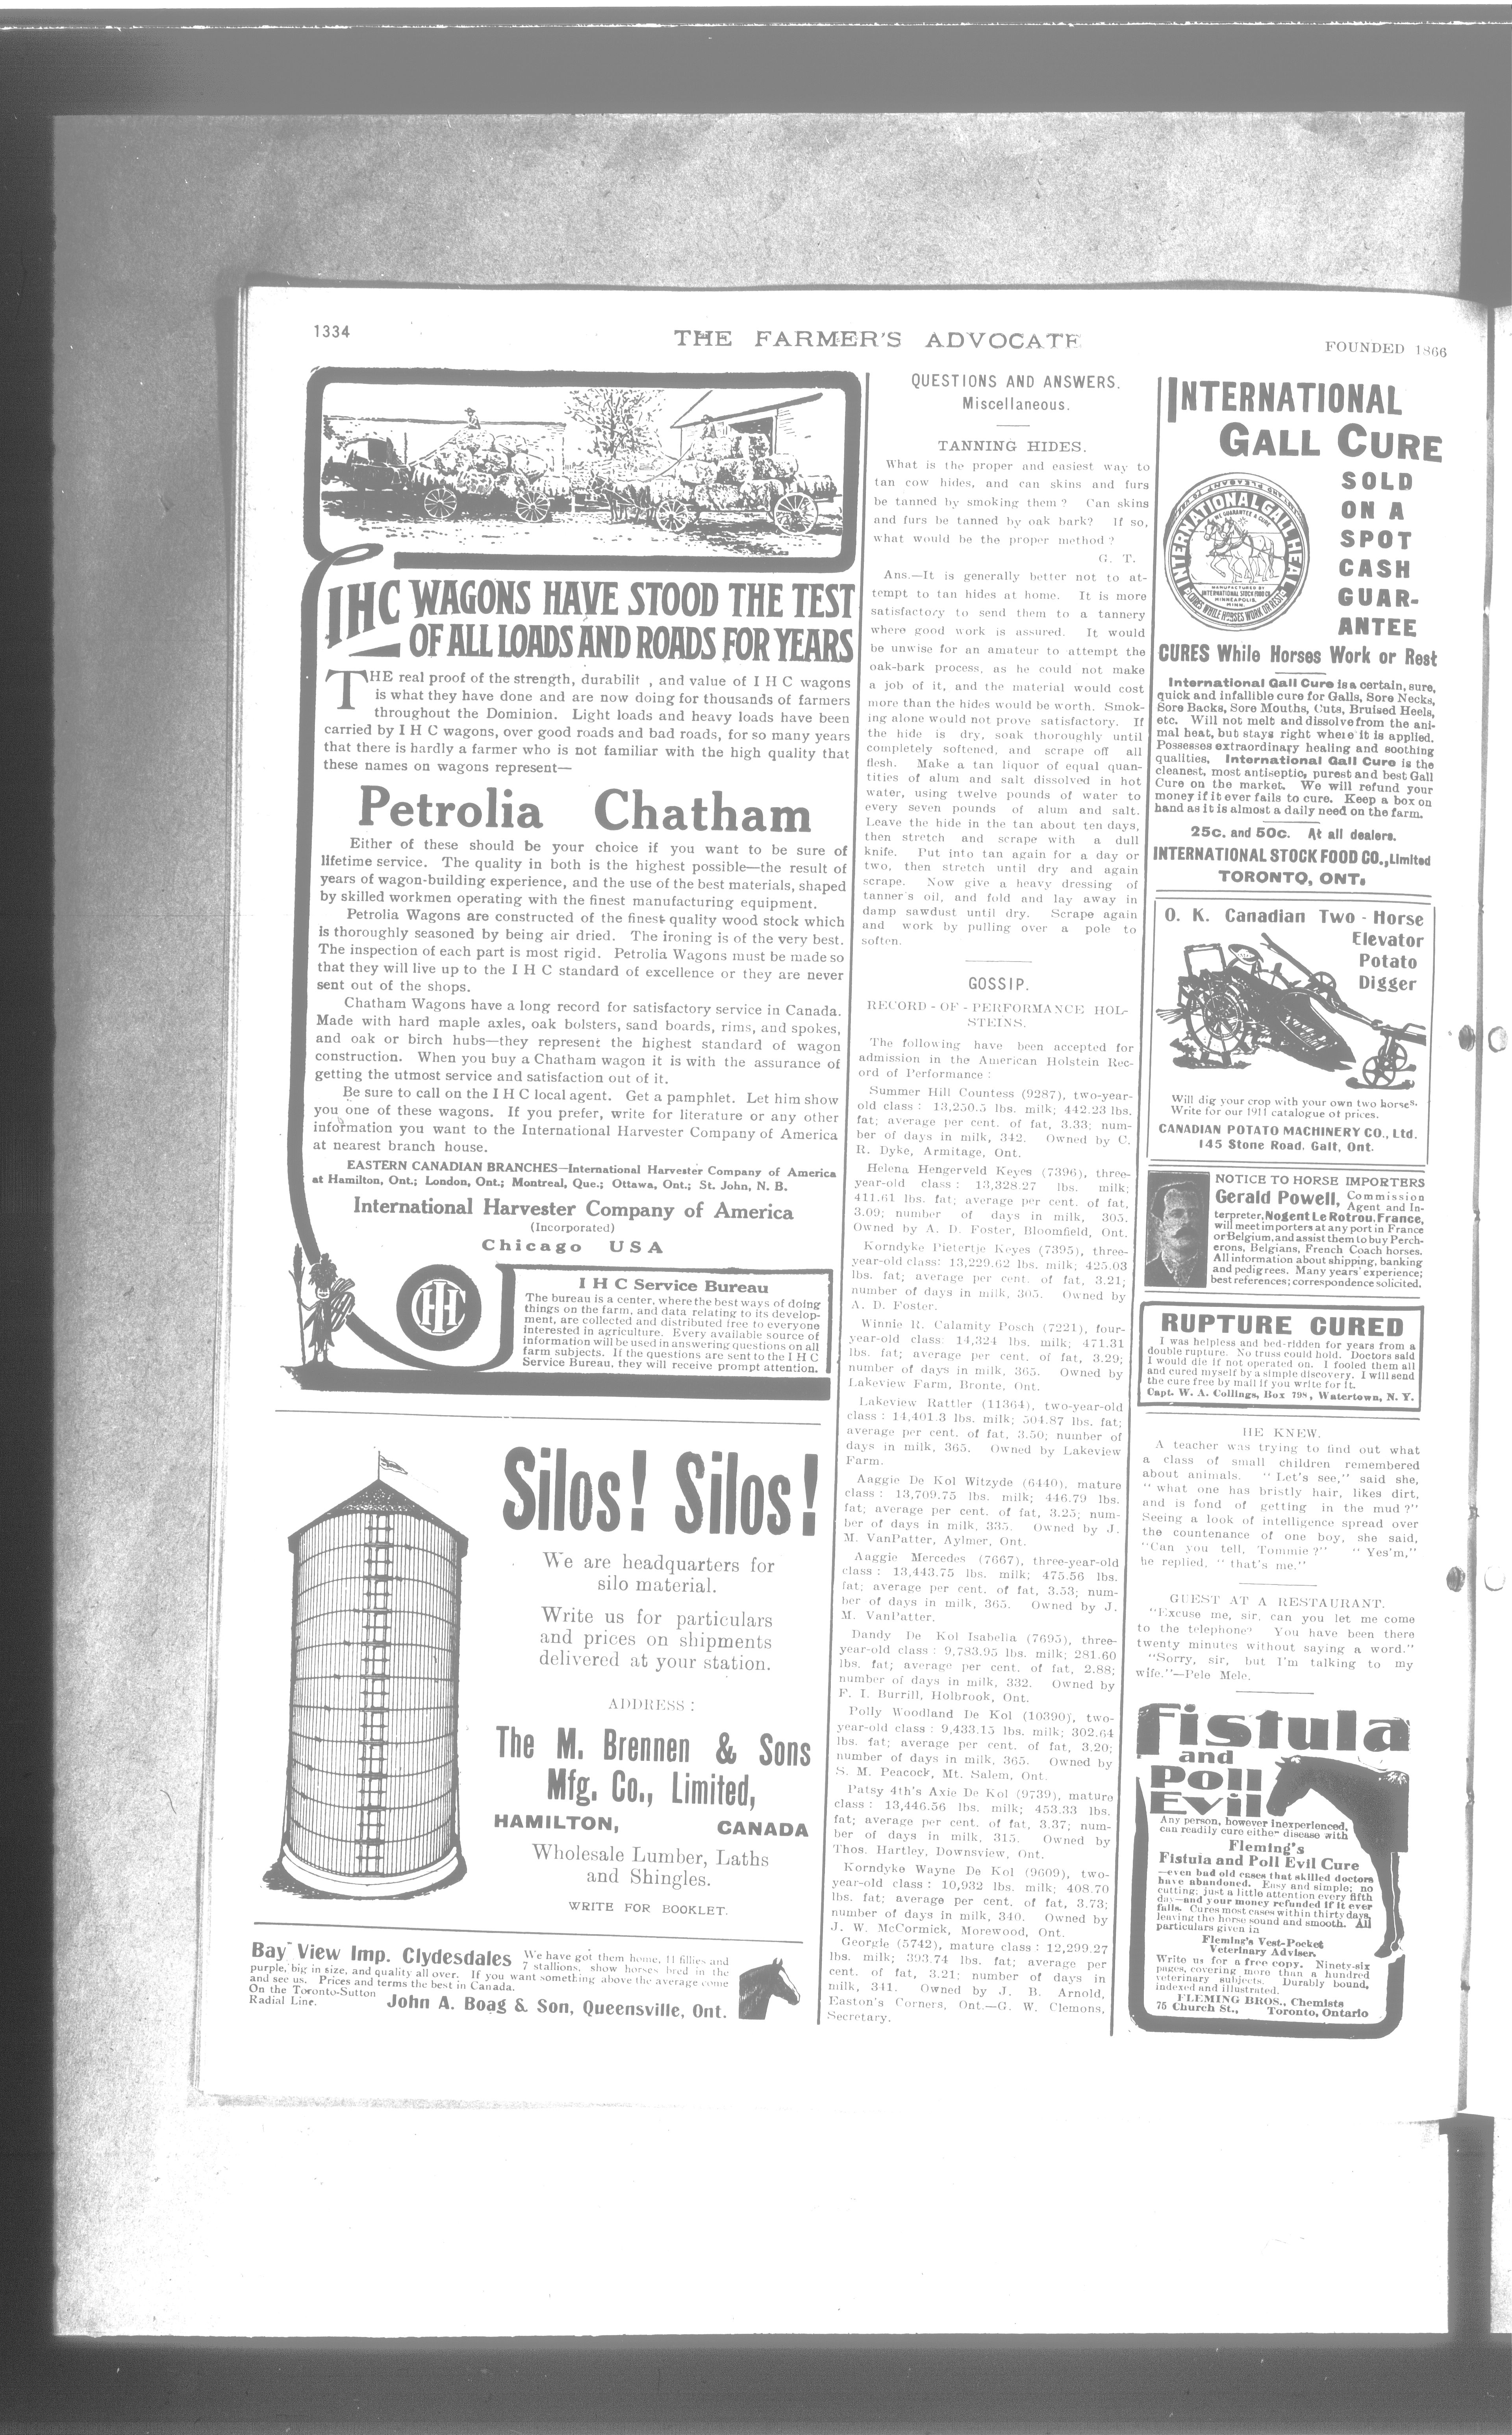 1334
THE FARMER'S ADVOCATE
FOUNDED 1866
IHC WAGONS HAVE STOOD THE TEST
OF ALL LOADS AND ROADS FOR YEARS
THE real proof of the strength, durabilit , and value of I H C wagons
is what they have done and are now doing for thousands of farmers
throughout the Dominion. Light loads and heavy loads have been
carried by I H C wagons, over good roads and bad roads, for so many years
that there is hardly a farmer who is not familiar with the high quality that
these names on wagons represent—
Petrolia Chatham
Either of these should be your choice if you want to be sure of
lifetime service. The quality in both is the highest possible—the result of
years of wagon-building experience, and the use of the best materials, shaped
by skilled workmen operating with the finest manufacturing equipment.
Petrolia Wagons are constructed of the finest quality wood stock which
is thoroughly seasoned by being air dried. The ironing is of the very best.
The inspection of each part is most rigid. Petrolia Wagons must be made so
that they will live up to the I H C standard of excellence or they are never
sent out of the shops.
Chatham Wagons have a long record for satisfactory service in Canada.
Made with hard maple axles, oak bolsters, sand boards, rims, and spokes,
and oak or birch hubs—they represent the highest standard of wagon
construction. When you buy a Chatham wagon it is with the assurance of
getting the utmost service and satisfaction out of it.
Be sure to call on the I H C local agent. Get a pamphlet. Let him show
you one of these wagons. If you prefer, write for literature or any other
information you want to the International Harvester Company of America
at nearest branch house.
EASTERN CANADIAN BRANCHES—International Harvester Company of America
at Hamilton, Ont.; London, Ont.; Montreal, Que.; Ottawa, Ont.; St. John, N. B.
International Harvester Company of America
(Incorporated)
Chicago USA
IHC
I H C Service Bureau
The bureau is a center, where the best ways of doing
things on the farm, and data relating to its develop-
ment, are collected and distributed free to everyone
interested in agriculture. Every available source of
information will be used in answering questions on all
farm subjects. If the questions are sent to the I H C
Service Bureau, they will receive prompt attention.
Silos! Silos!
We are headquarters for
silo material.
Write us for particulars
and prices on shipments
delivered at your station.
ADDRESS :
The M. Brennen & Sons
Mfg. Co., Limited,
HAMILTON, CANADA
Wholesale Lumber, Laths
and Shingles.
WRITE FOR BOOKLET.
Bay View Imp. Clydesdales We have got them home, 11 fillies and
7 stallions, show horses bred in the
purple, big in size, and quality all over. If you want something above the average come
and see us. Prices and terms the best in Canada.
On the Toronto-Sutton
Radial Line.
John A. Boag & Son, Queensville, Ont.
QUESTIONS AND ANSWERS.
Miscellaneous.
TANNING HIDES.
What is the proper and easiest way to
tan cow hides, and can skins and furs
be tanned by smoking them ? Can skins
and furs be tanned by oak bark? If so,
what would be the proper method ?
G. T.
Ans.—It is generally better not to at-
tempt to tan hides at home. It is more
satisfactory to send them to a tannery
where good work is assured. It would
be unwise for an amateur to attempt the
oak-bark process, as he could not make
a job of it, and the material would cost
more than the hides would be worth. Smok-
ing alone would not prove satisfactory. If
the hide is dry, soak thoroughly until
completely softened, and scrape off all
flesh. Make a tan liquor of equal quan-
tities of alum and salt dissolved in hot
water, using twelve pounds of water to
every seven pounds of alum and salt.
Leave the hide in the tan about ten days,
then stretch and scrape with a dull
knife. Put into tan again for a day or
two, then stretch until dry and again
scrape. Now give a heavy dressing of
tanner's oil, and fold and lay away in
damp sawdust until dry. Scrape again
and work by pulling over a pole to
soften.
GOSSIP.
RECORD - OF - PERFORMANCE HOL-
STEINS.
The following have been accepted for
admission in the American Holstein Rec-
ord of Performance :
Summer Hill Countess (9287), two-year-
old class : 13,250.5 lbs. milk; 442.23 lbs.
fat; average per cent. of fat, 3.33; num-
ber of days in milk, 342. Owned by C.
R. Dyke, Armitage, Ont.
Helena Hengerveld Keyes (7396), three-
year-old class : 13,328.27 lbs. milk;
411.61 lbs. fat; average per cent. of fat,
3.09; number of days in milk, 305.
Owned by A. D. Foster, Bloomfield, Ont.
Korndyke Pietertje Keyes (7395), three-
year-old class: 13,229.62 lbs. milk; 425.03
lbs. fat; average per cent. of fat, 3.21;
number of days in milk, 305. Owned by
A. D. Foster.
Winnie R. Calamity Posch (7221), four-
year-old class. 14,324 lbs. milk; 471.31
lbs. fat; average per cent. of fat, 3.29;
number of days in milk, 365. Owned by
Lakeview Farm, Bronte, Ont.
Lakeview Rattler (11364), two-year-old
class : 14,401.3 lbs. milk; 504.87 lbs. fat;
average per cent. of fat, 3.50; number of
days in milk, 365. Owned by Lakeview
Farm.
Aaggie De Kol Witzyde (6440), mature
class : 13,709.75 lbs. milk; 446.79 lbs.
fat; average per cent. of fat, 3.25; num-
ber of days in milk, 335. Owned by J.
M. VanPatter, Aylmer, Ont.
Aaggie Mercedes (7667), three-year-old
class : 13,443.75 lbs. milk; 475.56 lbs.
fat; average per cent. of fat, 3.53; num-
ber of days in milk, 365. Owned by J.
M. VanPatter.
Dandy De Kol Isabelia (7695), three-
year-old class : 9,783.95 lbs. milk; 281.60
lbs. fat; average per cent. of fat, 2.88;
number of days in milk, 332. Owned by
F. I. Burrill, Holbrook, Ont.
Polly Woodland De Kol (10390), two-
year-old class : 9,433.15 lbs. milk; 302.64
lbs. fat; average per cent. of fat, 3.20;
number of days in milk, 365. Owned by
S. M. Peacock, Mt. Salem, Ont.
Patsy 4th's Axie De Kol (9739), mature
class : 13,446.56 lbs. milk; 453.33 lbs.
fat; average per cent. of fat, 3.37; num-
ber of days in milk, 315. Owned by
Thos. Hartley, Downsview, Ont.
Korndyke Wayne De Kol (9609), two-
year-old class : 10,932 lbs. milk; 408.70
lbs. fat; average per cent. of fat, 3.73;
number of days in milk, 340. Owned by
J. W. McCormick, Morewood, Ont.
Georgie (5742), mature class : 12,299.27
lbs. milk; 393.74 lbs. fat; average per
cent. of fat, 3.21; number of days in
milk, 341. Owned by J. B. Arnold,
Easton's Corners, Ont.—G. W. Clemons,
Secretary.
INTERNATIONAL
GALL CURE
INTERNATIONAL GALL HEAL
WE GUARANTEE A CURE
MANUFACTURED BY
INTERNATIONAL STOCK FOOD CO.
MINNEAPOLIS,
MINN.
CURES WHILE HORSES WORK OR REST
SOLD
ON A
SPOT
CASH
GUAR-
ANTEE
CURES While Horses Work or Rest
International Gall Cure is a certain, sure,
quick and infallible cure for Galls, Sore Necks,
Sore Backs, Sore Mouths, Cuts, Bruised Heels,
etc. Will not melt and dissolve from the ani-
mal heat, but stays right where it is applied.
Possesses extraordinary healing and soothing
qualities. International Gall Cure is the
cleanest, most antiseptic, purest and best Gall
Cure on the market. We will refund your
money if it ever fails to cure. Keep a box on
hand as it is almost a daily need on the farm.
25c. and 50c. At all dealers.
INTERNATIONAL STOCK FOOD CO., Limited
TORONTO, ONT.
O. K. Canadian Two - Horse
Elevator
Potato
Digger
Will dig your crop with your own two horses.
Write for our 1911 catalogue of prices.
CANADIAN POTATO MACHINERY CO., Ltd.
145 Stone Road, Galt, Ont.
NOTICE TO HORSE IMPORTERS
Gerald Powell, Commission
Agent and In-
terpreter, Nogent Le Rotrou, France,
will meet importers at any port in France
or Belgium, and assist them to buy Perch-
erons, Belgians, French Coach horses.
All information about shipping, banking
and pedigrees. Many years' experience;
best references; correspondence solicited.
RUPTURE CURED
I was helpless and bed-ridden for years from a
double rupture. No truss could hold. Doctors said
I would die if not operated on. I fooled them all
and cured myself by a simple discovery. I will send
the cure free by mail if you write for it.
Capt. W. A. Collings, Box 798, Watertown, N. Y.
HE KNEW.
A teacher was trying to find out what
a class of small children remembered
about animals. "Let's see," said she,
"what one has bristly hair, likes dirt,
and is fond of getting in the mud ?"
Seeing a look of intelligence spread over
the countenance of one boy, she said,
"Can you tell, Tommie ?" "Yes'm,"
he replied, "that's me."
GUEST AT A RESTAURANT.
"Excuse me, sir, can you let me come
to the telephone? You have been there
twenty minutes without saying a word."
"Sorry, sir, but I'm talking to my
wife."—Pele Mele.
Fistula
and
Poll
Evil
Any person, however inexperienced,
can readily cure either disease with
Fleming's
Fistula and Poll Evil Cure
—even bad old cases that skilled doctors
have abandoned. Easy and simple; no
cutting; just a little attention every fifth
day—and your money refunded if it ever
fails. Cures most cases within thirty days,
leaving the horse sound and smooth. All
particulars given in
Fleming's Vest-Pocket
Veterinary Adviser.
Write us for a free copy. Ninety-six
pages, covering more than a hundred
veterinary subjects. Durably bound,
indexed and illustrated.
FLEMING BROS., Chemists
75 Church St., Toronto, Ontario